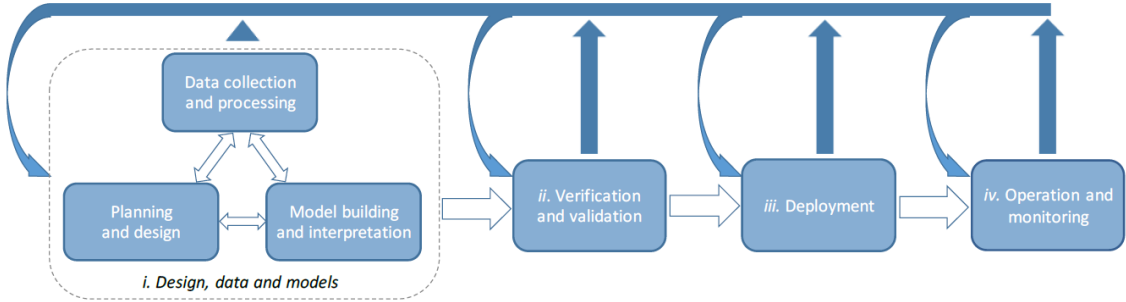 Data collection
and processing
Planning
and design
Model building
and interpretation
i. Design, data and models
ii. Verification
and validation
iii. Deployment
iv. Operation and
monitoring